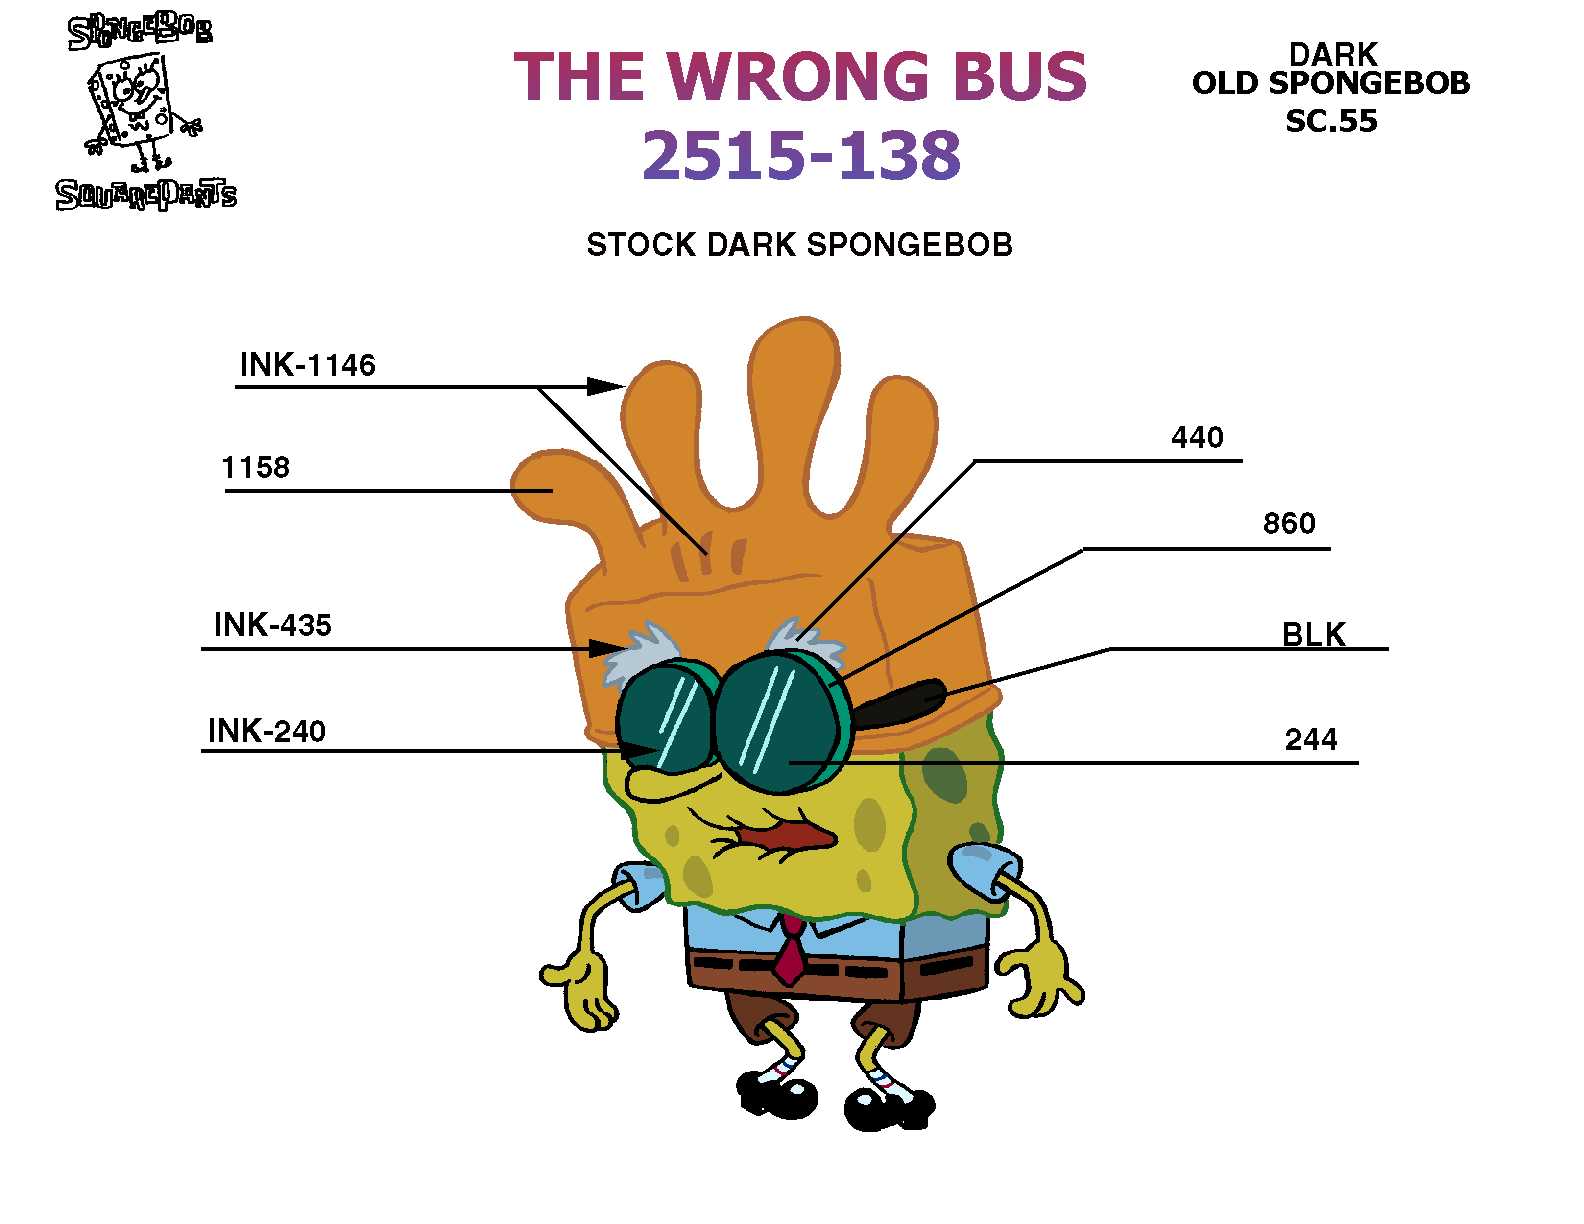 SPONGEBOB
SQUAREPANTS
THE WRONG BUS
2515-138
DARK
OLD SPONGEBOB
SC.55
STOCK DARK SPONGEBOB
INK-1146
440
1158
860
INK-435
BLK
INK-240
244